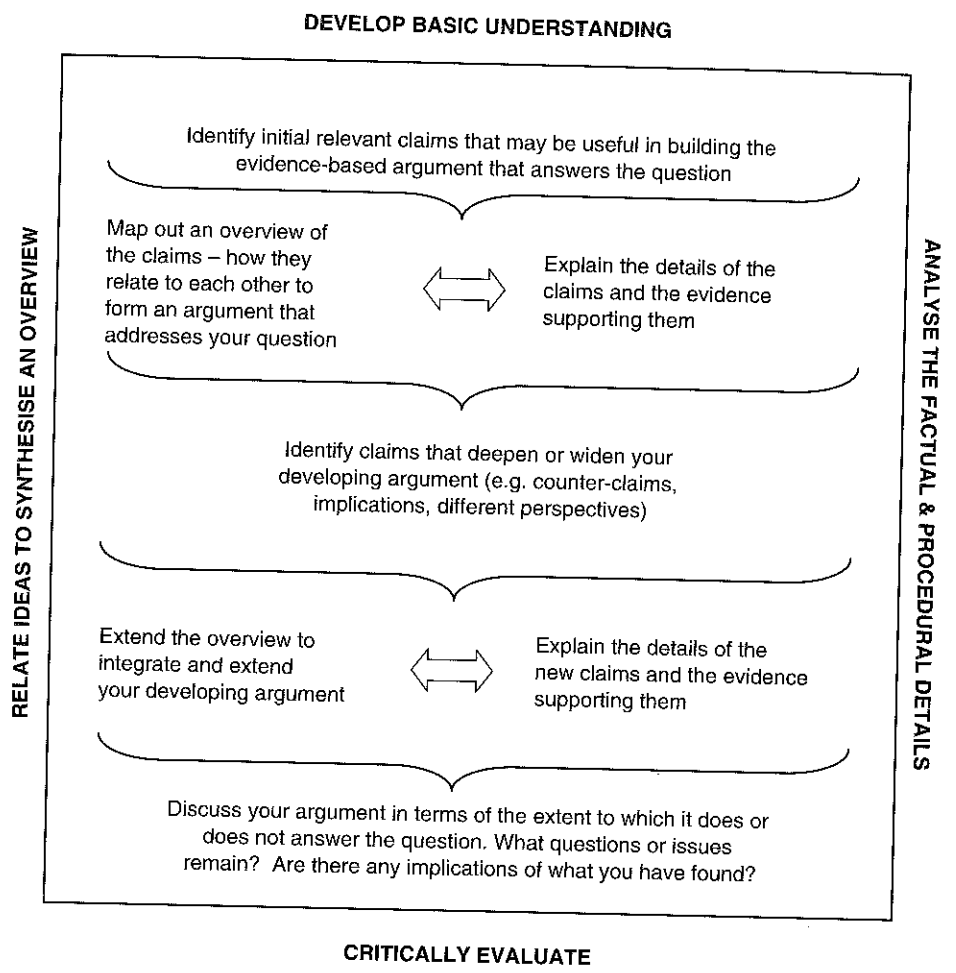 DEVELOP BASIC UNDERSTANDING
Identify initial relevant claims that may be useful in building the
evidence-based argument that answers the question
Map out an overview of
the claims – how they
relate to each other to
form an argument that
addresses your question
Explain the details of the
claims and the evidence
supporting them
RELATE IDEAS TO SYNTHESISE AN OVERVIEW
ANALYSE THE FACTUAL & PROCEDURAL DETAILS
Identify claims that deepen or widen your
developing argument (e.g. counter-claims,
implications, different perspectives)
Extend the overview to
integrate and extend
your developing argument
Explain the details of the
new claims and the evidence
supporting them
Discuss your argument in terms of the extent to which it does or
does not answer the question. What questions or issues
remain? Are there any implications of what you have found?
CRITICALLY EVALUATE